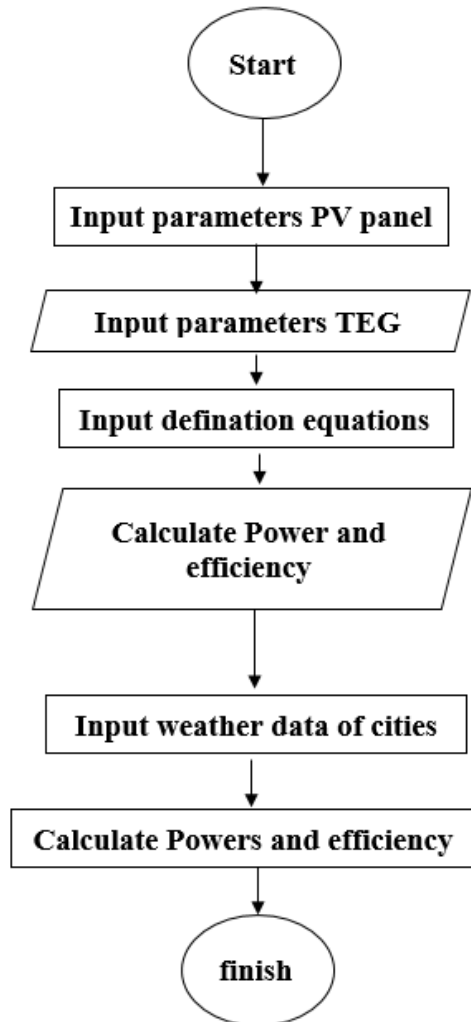 Start
Input parameters PV panel
Input parameters TEG
Input defination equations
Calculate Power and
efficiency
Input weather data of cities
Calculate Powers and efficiency
finish